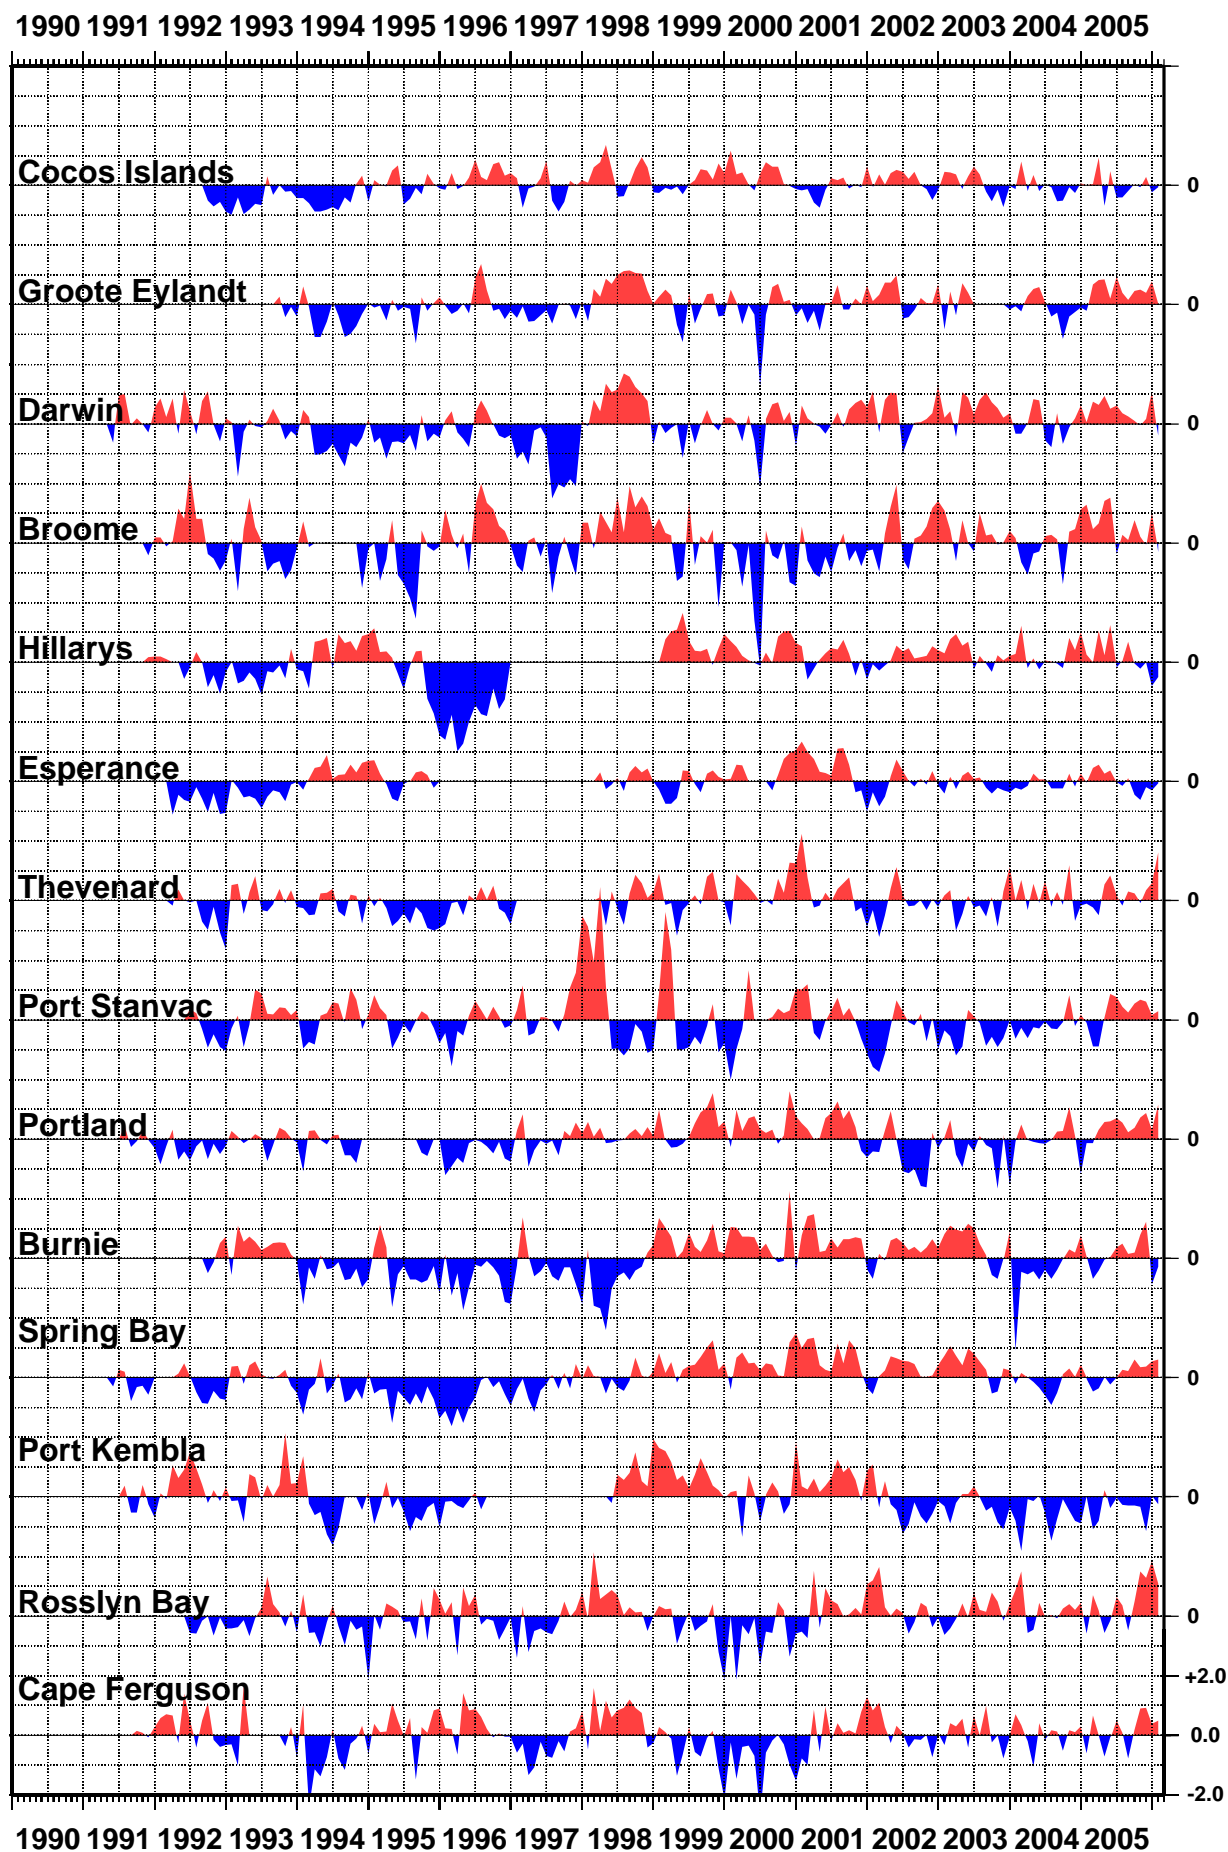 1990 1991 1992 1993 1994 1995 1996 1997 1998 1999 2000 2001 2002 2003 2004 2005
Cocos Islands 0
Groote Eylandt 0
Darwin 0
Broome 0
Hillarys 0
Esperance 0
Thevenard 0
Port Stanvac 0
Portland 0
Burnie 0
Spring Bay 0
Port Kembla 0
Rosslyn Bay 0
+2.0
Cape Ferguson 0.0
-2.0
1990 1991 1992 1993 1994 1995 1996 1997 1998 1999 2000 2001 2002 2003 2004 2005